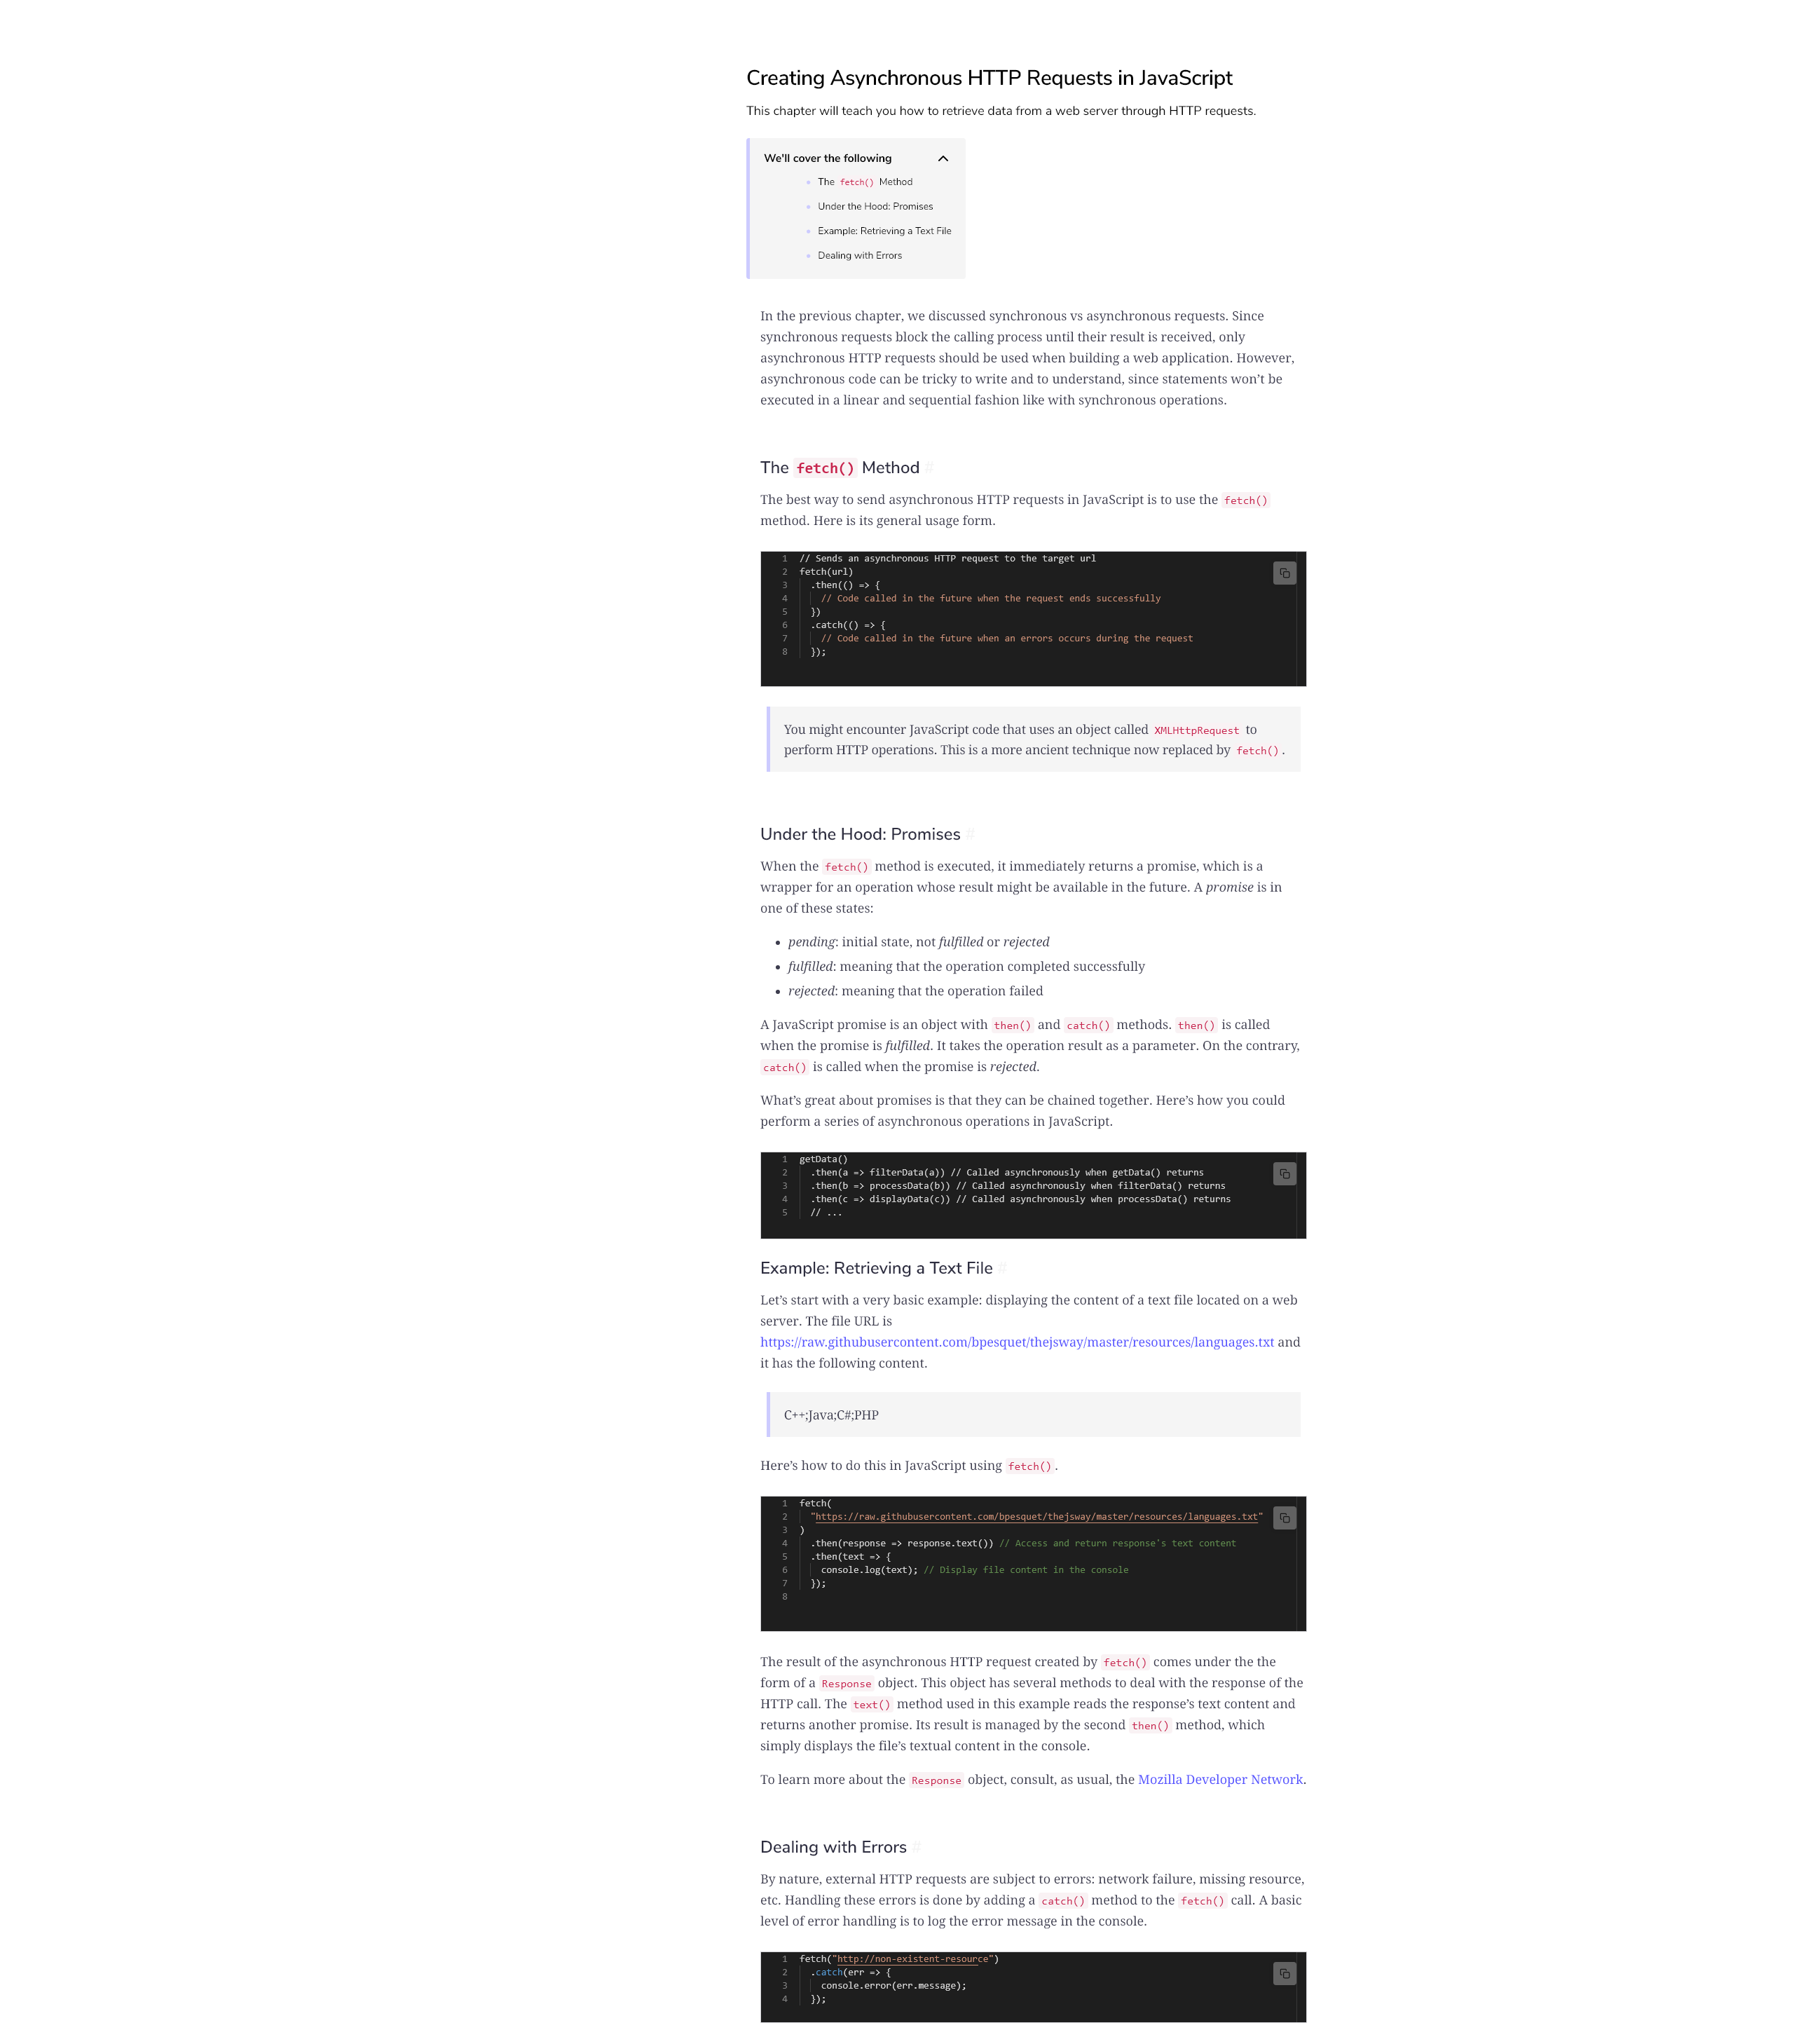 Creating Asynchronous HTTP Requests in JavaScript
This chapter will teach you how to retrieve data from a web server through HTTP requests.
We'll cover the following
The fetch() Method
Under the Hood: Promises
Example: Retrieving a Text File
Dealing with Errors
In the previous chapter, we discussed synchronous vs asynchronous requests. Since
synchronous requests block the calling process until their result is received, only
asynchronous HTTP requests should be used when building a web application. However,
asynchronous code can be tricky to write and to understand, since statements won’t be
executed in a linear and sequential fashion like with synchronous operations.
The fetch() Method #
The best way to send asynchronous HTTP requests in JavaScript is to use the fetch()
method. Here is its general usage form.
1 // Sends an asynchronous HTTP request to the target url
2 fetch(url)
3 .then(() => {
4 // Code called in the future when the request ends successfully
5 })
6 .catch(() => {
7 // Code called in the future when an errors occurs during the request
8 });
You might encounter JavaScript code that uses an object called XMLHttpRequest to
perform HTTP operations. This is a more ancient technique now replaced by fetch().
Under the Hood: Promises #
When the fetch() method is executed, it immediately returns a promise, which is a
wrapper for an operation whose result might be available in the future. A promise is in
one of these states:
• pending: initial state, not fulfilled or rejected
• fulfilled: meaning that the operation completed successfully
• rejected: meaning that the operation failed
A JavaScript promise is an object with then() and catch() methods. then() is called
when the promise is fulfilled. It takes the operation result as a parameter. On the contrary,
catch() is called when the promise is rejected.
What’s great about promises is that they can be chained together. Here’s how you could
perform a series of asynchronous operations in JavaScript.
1 getData()
2 .then(a => filterData(a)) // Called asynchronously when getData() returns
3 .then(b => processData(b)) // Called asynchronously when filterData() returns
4 .then(c => displayData(c)) // Called asynchronously when processData() returns
5 // ...
Example: Retrieving a Text File #
Let’s start with a very basic example: displaying the content of a text file located on a web
server. The file URL is
https://raw.githubusercontent.com/bpesquet/thejsway/master/resources/languages.txt and
it has the following content.
C++;Java;C#;PHP
Here’s how to do this in JavaScript using fetch().
1 fetch(
2 "https://raw.githubusercontent.com/bpesquet/thejsway/master/resources/languages.txt"
3 )
4 .then(response => response.text()) // Access and return response's text content
5 .then(text => {
6 console.log(text); // Display file content in the console
7 });
8
The result of the asynchronous HTTP request created by fetch() comes under the the
form of a Response object. This object has several methods to deal with the response of the
HTTP call. The text() method used in this example reads the response’s text content and
returns another promise. Its result is managed by the second then() method, which
simply displays the file’s textual content in the console.
To learn more about the Response object, consult, as usual, the Mozilla Developer Network.
Dealing with Errors #
By nature, external HTTP requests are subject to errors: network failure, missing resource,
etc. Handling these errors is done by adding a catch() method to the fetch() call. A basic
level of error handling is to log the error message in the console.
1 fetch("http://non-existent-resource")
2 .catch(err => {
3 console.error(err.message);
4 });